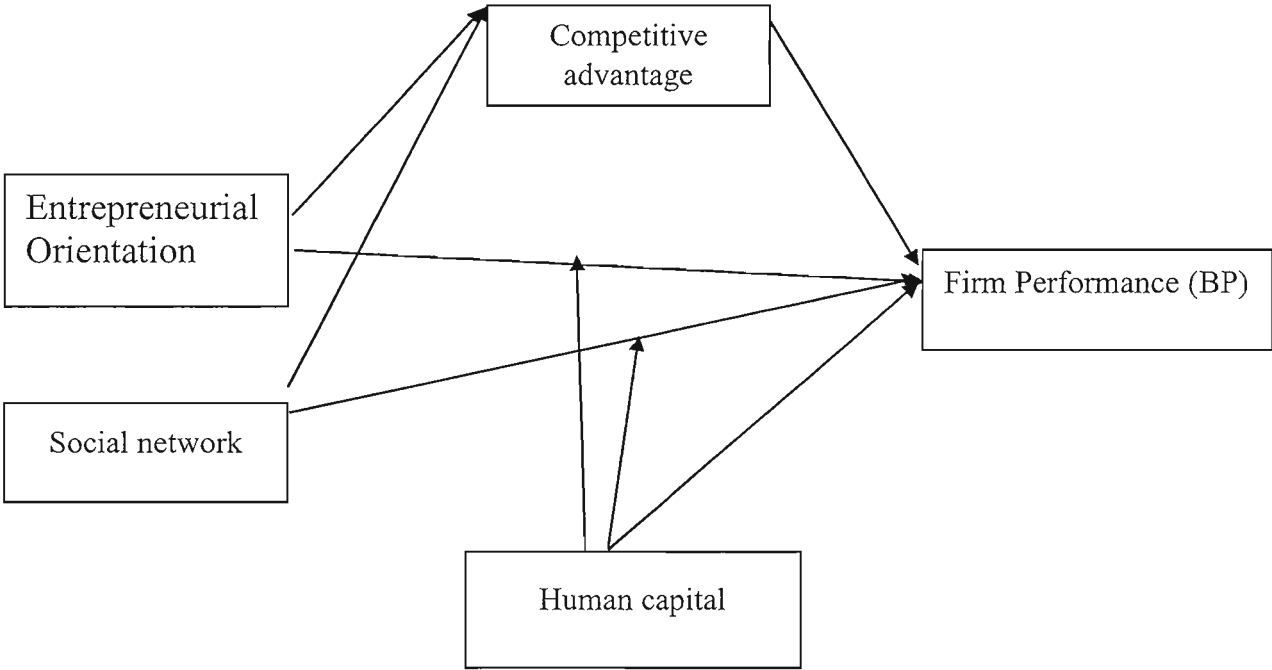 Competitive
advantage
Entrepreneurial
Orientation
Firm Performance (BP)
Social network
Human capital